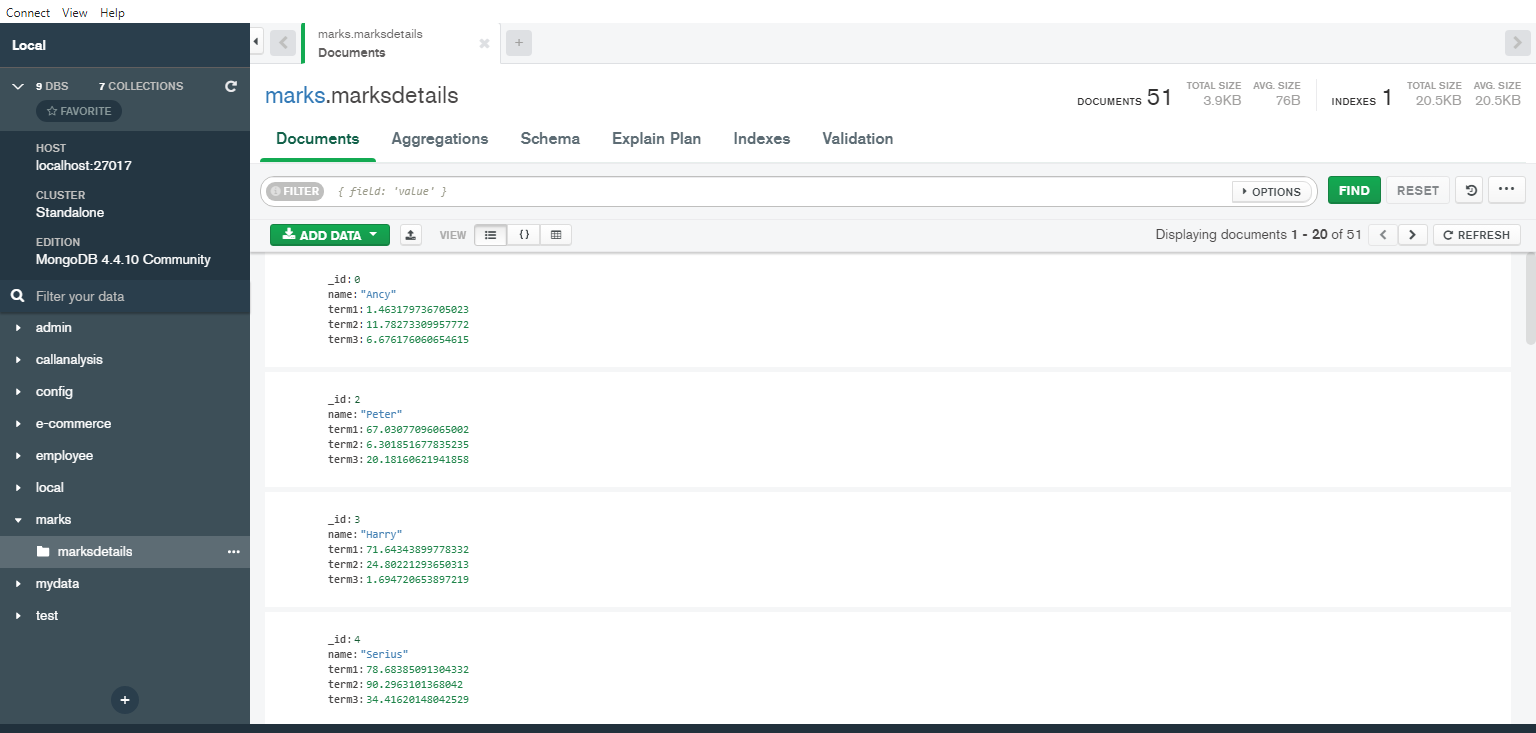 Connect View Help
Local
9 DBS 7 COLLECTIONS
FAVORITE
HOST
localhost:27017
CLUSTER
Standalone
EDITION
MongoDB 4.4.10 Community
Filter your data
admin
callanalysis
config
e-commerce
employee
local
marks
marksdetails
mydata
test
marks.marksdetails
Documents
marks.marksdetails
DOCUMENTS 51 TOTAL SIZE 3.9KB AVG. SIZE 76B INDEXES 1 TOTAL SIZE 20.5KB AVG. SIZE 20.5KB
Documents Aggregations Schema Explain Plan Indexes Validation
FILTER { field: 'value' } OPTIONS FIND RESET
ADD DATA VIEW {} Displaying documents 1 - 20 of 51 REFRESH
_id: 0
name: "Ancy"
term1: 1.463179736705023
term2: 11.78273309957772
term3: 6.676176060654615
_id: 2
name: "Peter"
term1: 67.03077096065002
term2: 6.301851677835235
term3: 20.18160621941858
_id: 3
name: "Harry"
term1: 71.64343899778332
term2: 24.80221293650313
term3: 1.694720653897219
_id: 4
name: "Serius"
term1: 78.68385091304332
term2: 90.2963101368042
term3: 34.41620148042529